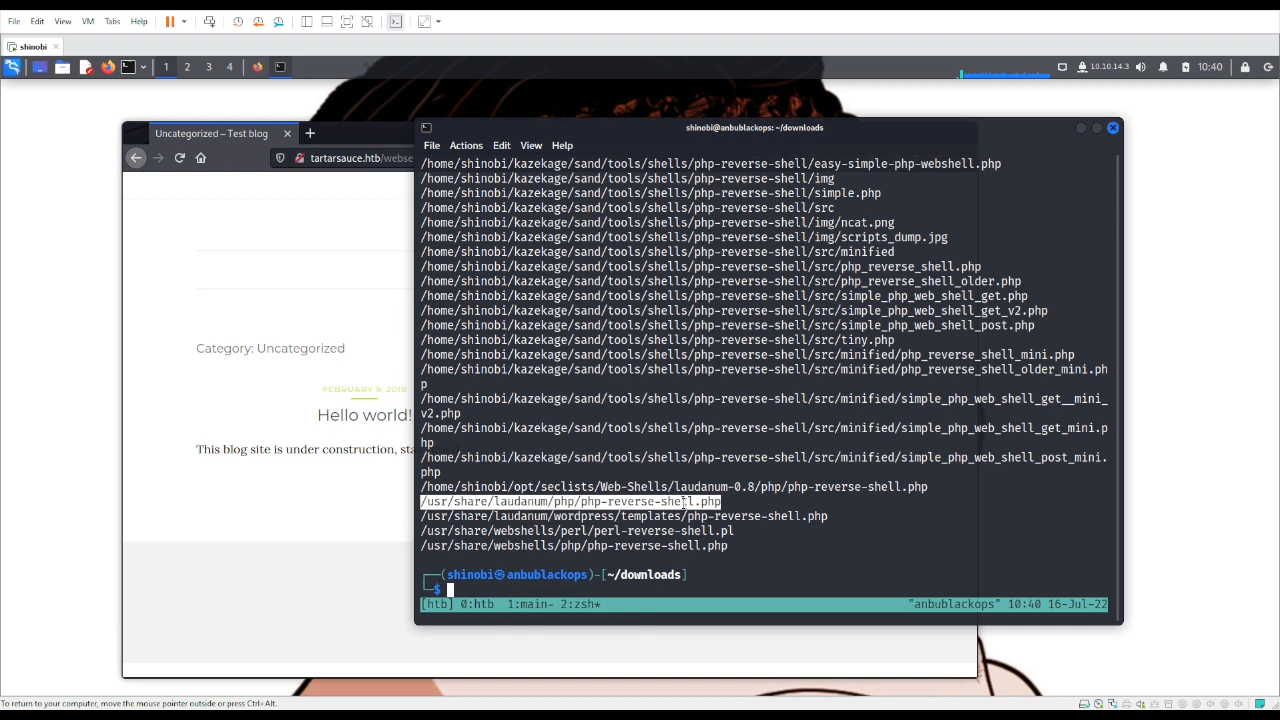 File Edit View VM Tabs Help
shinobi
1 2 3 4 10.10.14.3 10:40
Uncategorized – Test blog
shinobi@anbublackops: ~/downloads
File Actions Edit View Help
tartarsauce.htb/webse
/home/shinobi/kazekage/sand/tools/shells/php-reverse-shell/easy-simple-php-webshell.php
/home/shinobi/kazekage/sand/tools/shells/php-reverse-shell/img
/home/shinobi/kazekage/sand/tools/shells/php-reverse-shell/simple.php
/home/shinobi/kazekage/sand/tools/shells/php-reverse-shell/src
/home/shinobi/kazekage/sand/tools/shells/php-reverse-shell/img/ncat.png
/home/shinobi/kazekage/sand/tools/shells/php-reverse-shell/img/scripts_dump.jpg
/home/shinobi/kazekage/sand/tools/shells/php-reverse-shell/src/minified
/home/shinobi/kazekage/sand/tools/shells/php-reverse-shell/src/php_reverse_shell.php
/home/shinobi/kazekage/sand/tools/shells/php-reverse-shell/src/php_reverse_shell_older.php
/home/shinobi/kazekage/sand/tools/shells/php-reverse-shell/src/simple_php_web_shell_get.php
/home/shinobi/kazekage/sand/tools/shells/php-reverse-shell/src/simple_php_web_shell_get_v2.php
/home/shinobi/kazekage/sand/tools/shells/php-reverse-shell/src/simple_php_web_shell_post.php
/home/shinobi/kazekage/sand/tools/shells/php-reverse-shell/src/tiny.php
/home/shinobi/kazekage/sand/tools/shells/php-reverse-shell/src/minified/php_reverse_shell_mini.php
/home/shinobi/kazekage/sand/tools/shells/php-reverse-shell/src/minified/php_reverse_shell_older_mini.ph
p
/home/shinobi/kazekage/sand/tools/shells/php-reverse-shell/src/minified/simple_php_web_shell_get__mini_
v2.php
/home/shinobi/kazekage/sand/tools/shells/php-reverse-shell/src/minified/simple_php_web_shell_get_mini.p
hp
/home/shinobi/kazekage/sand/tools/shells/php-reverse-shell/src/minified/simple_php_web_shell_post_mini.
php
/home/shinobi/opt/seclists/Web-Shells/laudanum-0.8/php/php-reverse-shell.php
/usr/share/laudanum/php/php-reverse-shell.php
/usr/share/laudanum/wordpress/templates/php-reverse-shell.php
/usr/share/webshells/perl/perl-reverse-shell.pl
/usr/share/webshells/php/php-reverse-shell.php
(shinobi㉿anbublackops)-[~/downloads]
$
[htb] 0:htb 1:main- 2:zsh* "anbublackops" 10:40 16-Jul-22
Category: Uncategorized
FEBRUARY 9, 2018
Hello world!
This blog site is under construction, sta
To return to your computer, move the mouse pointer outside or press Ctrl+Alt.